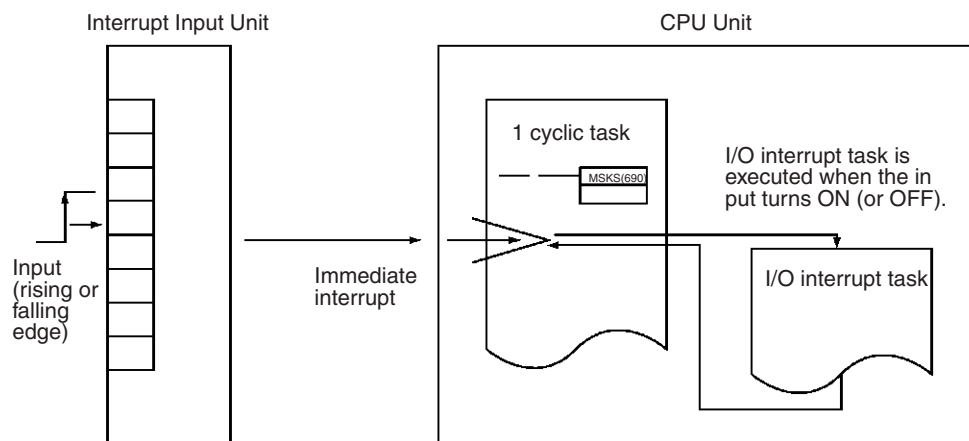 Interrupt Input Unit
CPU Unit
1 cyclic task
MSKS(690)
I/O interrupt task is
executed when the in
put turns ON (or OFF).
Input
(rising or
falling
edge)
Immediate
interrupt
I/O interrupt task